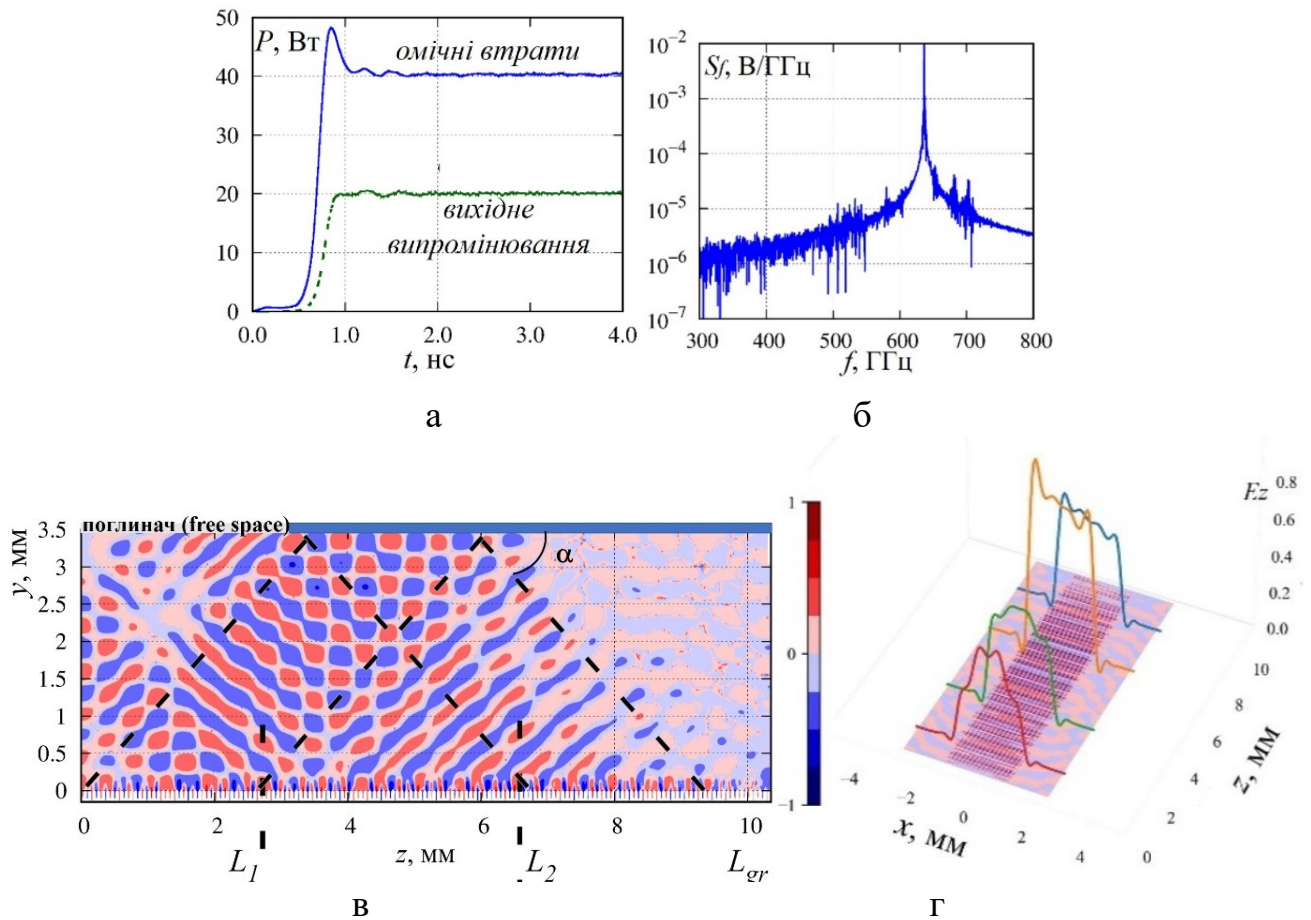 50
P, Вт
омічні втрати
40
30
20
вихідне
випромінювання
10
0
0.0 1.0 2.0 3.0 4.0
t, нс
а
10⁻²
Sf, В/ГГц
10⁻³
10⁻⁴
10⁻⁵
10⁻⁶
10⁻⁷
300 400 500 600 700 800
f, ГГц
б
3.5 поглинач (free space)
α
3
2.5
2
1.5
1
0.5
0
y, мм
0 2 4 6 8 10
L₁ z, мм L₂ Lgr
в
1
0
−1
Ez 0.8
0.6
0.4
0.2
0.0
10
8
6
4
2
0
z, мм
−4 −2 0 2 4
x, мм
г